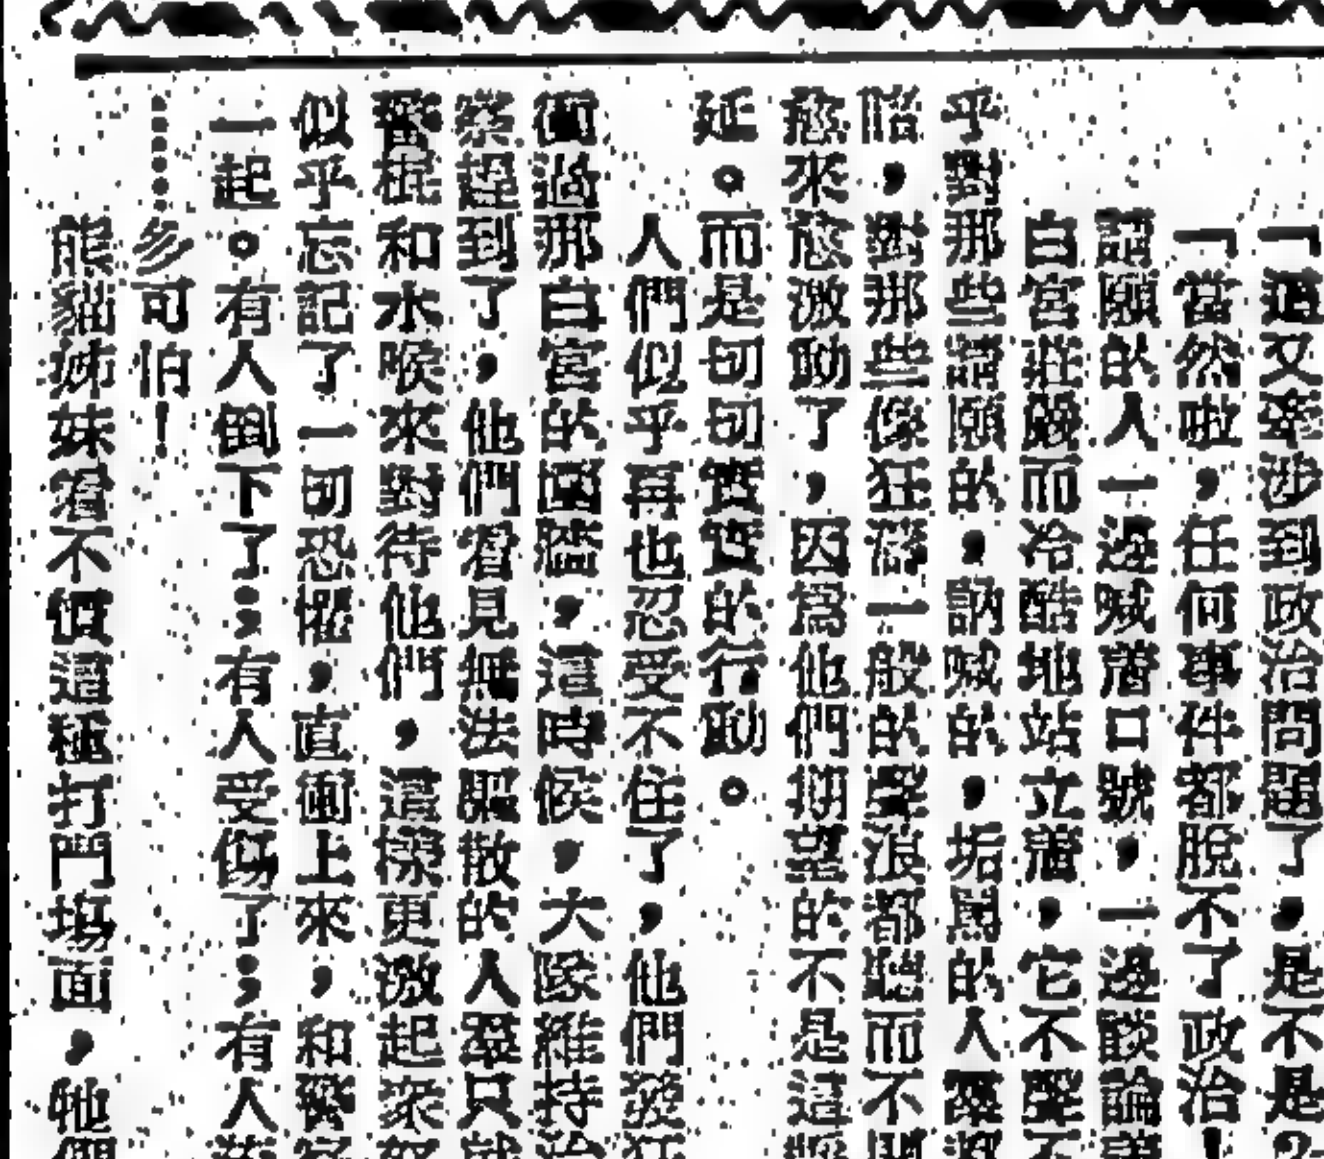 「這又牽涉到政治問題了，是不是？
「當然啦，任何事件都脫不了政治！
請願的人一邊喊着口號，一邊談論着
白宮莊嚴而冷酷地站立着，它不聲不
乎對那些請願的，吶喊的，垢駡的人羣
咍，對那些像狂濤一般的聲浪都聽而不聞
來激動了，因為他們期望的不是這
延。而是切切實實的行動。
人們似乎再也忍受不住了，他們發狂
衝過那白宮的圍牆，這時候，大隊維持治
察趕到了，他們看見無法驅散的人羣只就
警棍和水喉來對待他們，這樣更激起衆
似乎忘記了一切恐懼，直衝上來，和警察
一起。有人倒下了；有人受傷了；有人
……多可怕！
熊貓姊妹看不慣這種打鬥場面，牠們